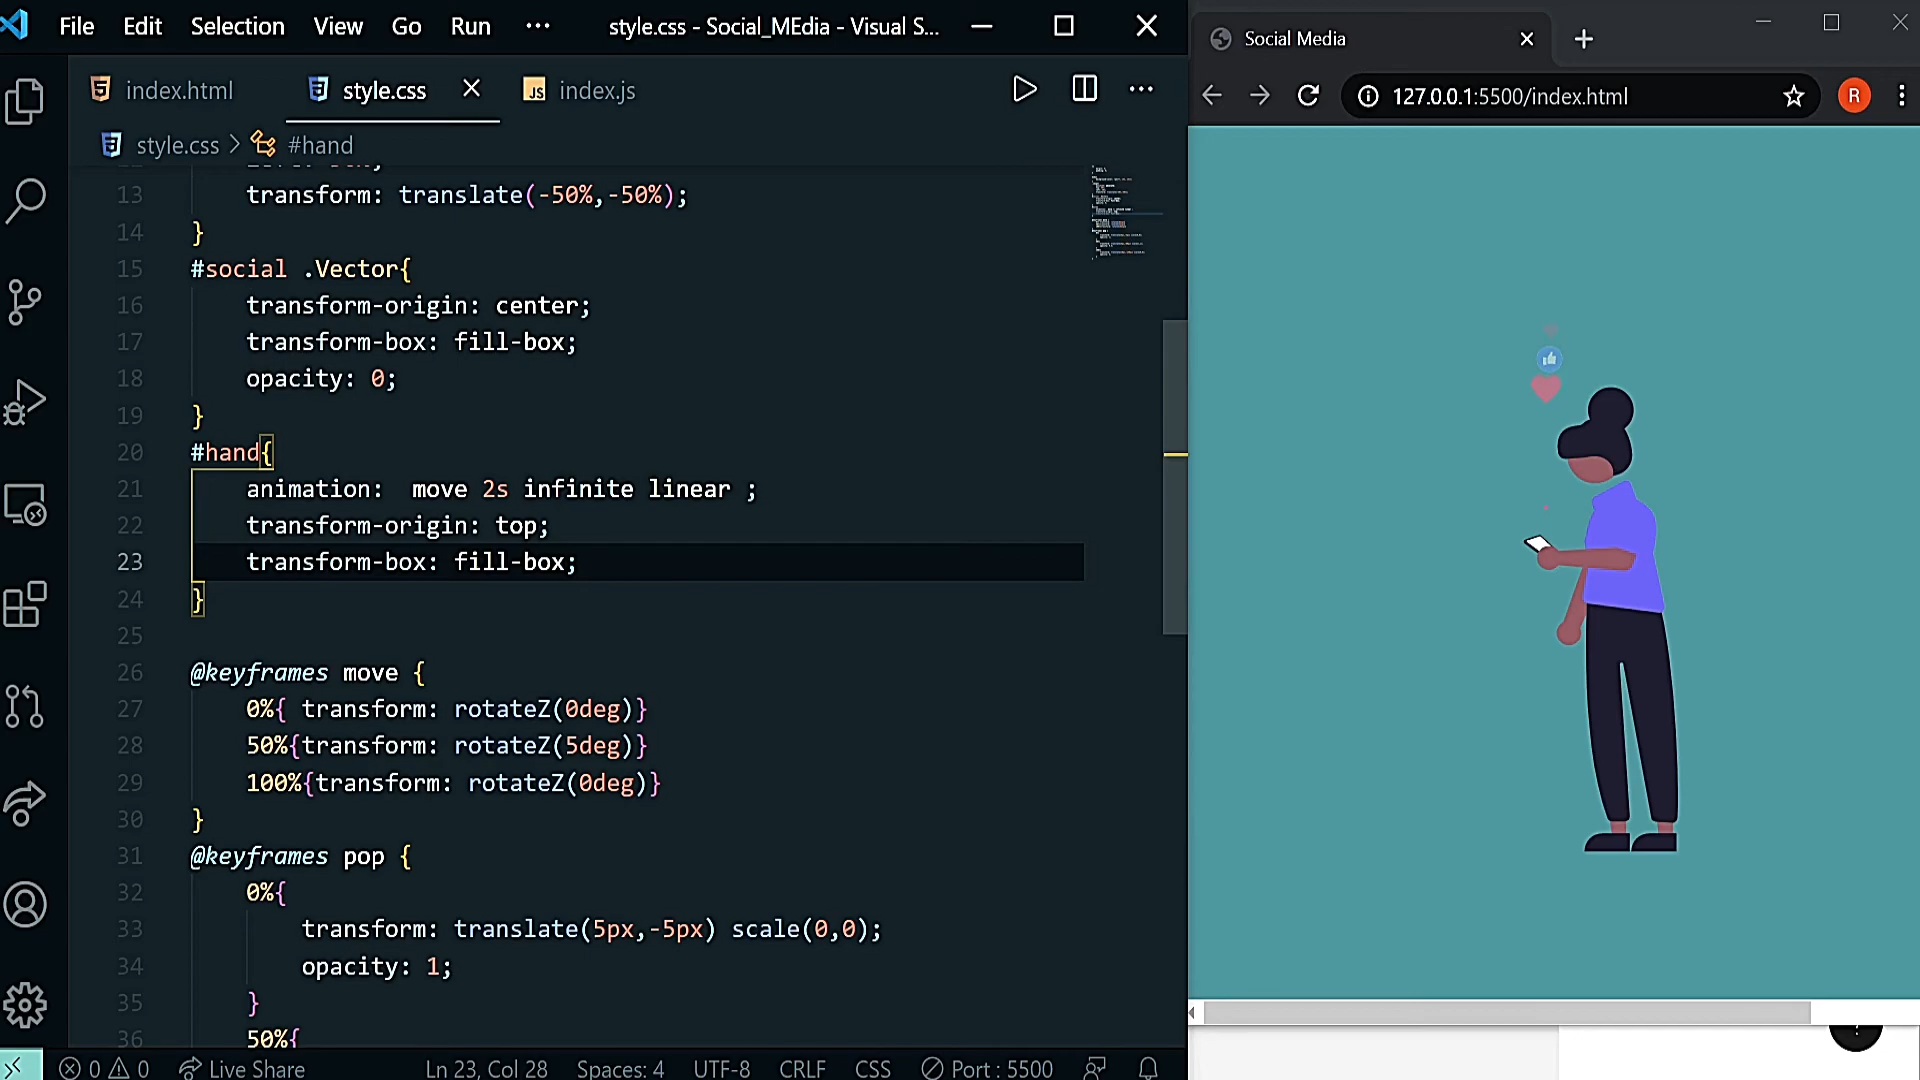 File Edit Selection View Go Run ··· style.css - Social_MEdia - Visual S...
index.html style.css index.js
style.css > #hand
13 transform: translate(-50%,-50%);
14 }
15 #social .Vector{
16 transform-origin: center;
17 transform-box: fill-box;
18 opacity: 0;
19 }
20 #hand{
21 animation:  move 2s infinite linear ;
22 transform-origin: top;
23 transform-box: fill-box;
24 }
25
26 @keyframes move {
27 0%{ transform: rotateZ(0deg)}
28 50%{transform: rotateZ(5deg)}
29 100%{transform: rotateZ(0deg)}
30 }
31 @keyframes pop {
32 0%{
33 transform: translate(5px,-5px) scale(0,0);
34 opacity: 1;
35 }
36 50%{
0 0 Live Share Ln 23, Col 28 Spaces: 4 UTF-8 CRLF CSS Port : 5500
Social Media
127.0.0.1:5500/index.html R